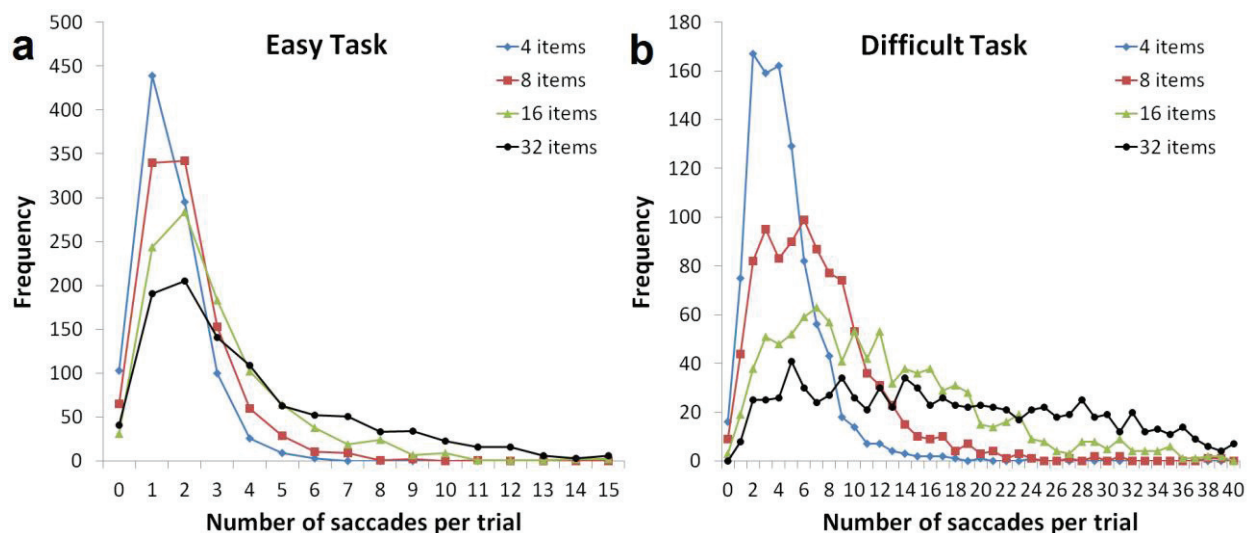 a
Easy Task
Frequency
500
450
400
350
300
250
200
150
100
50
0
4 items
8 items
16 items
32 items
0 1 2 3 4 5 6 7 8 9 10 11 12 13 14 15
Number of saccades per trial
b
Difficult Task
Frequency
180
160
140
120
100
80
60
40
20
0
4 items
8 items
16 items
32 items
0 2 4 6 8 10 12 14 16 18 20 22 24 26 28 30 32 34 36 38 40
Number of saccades per trial